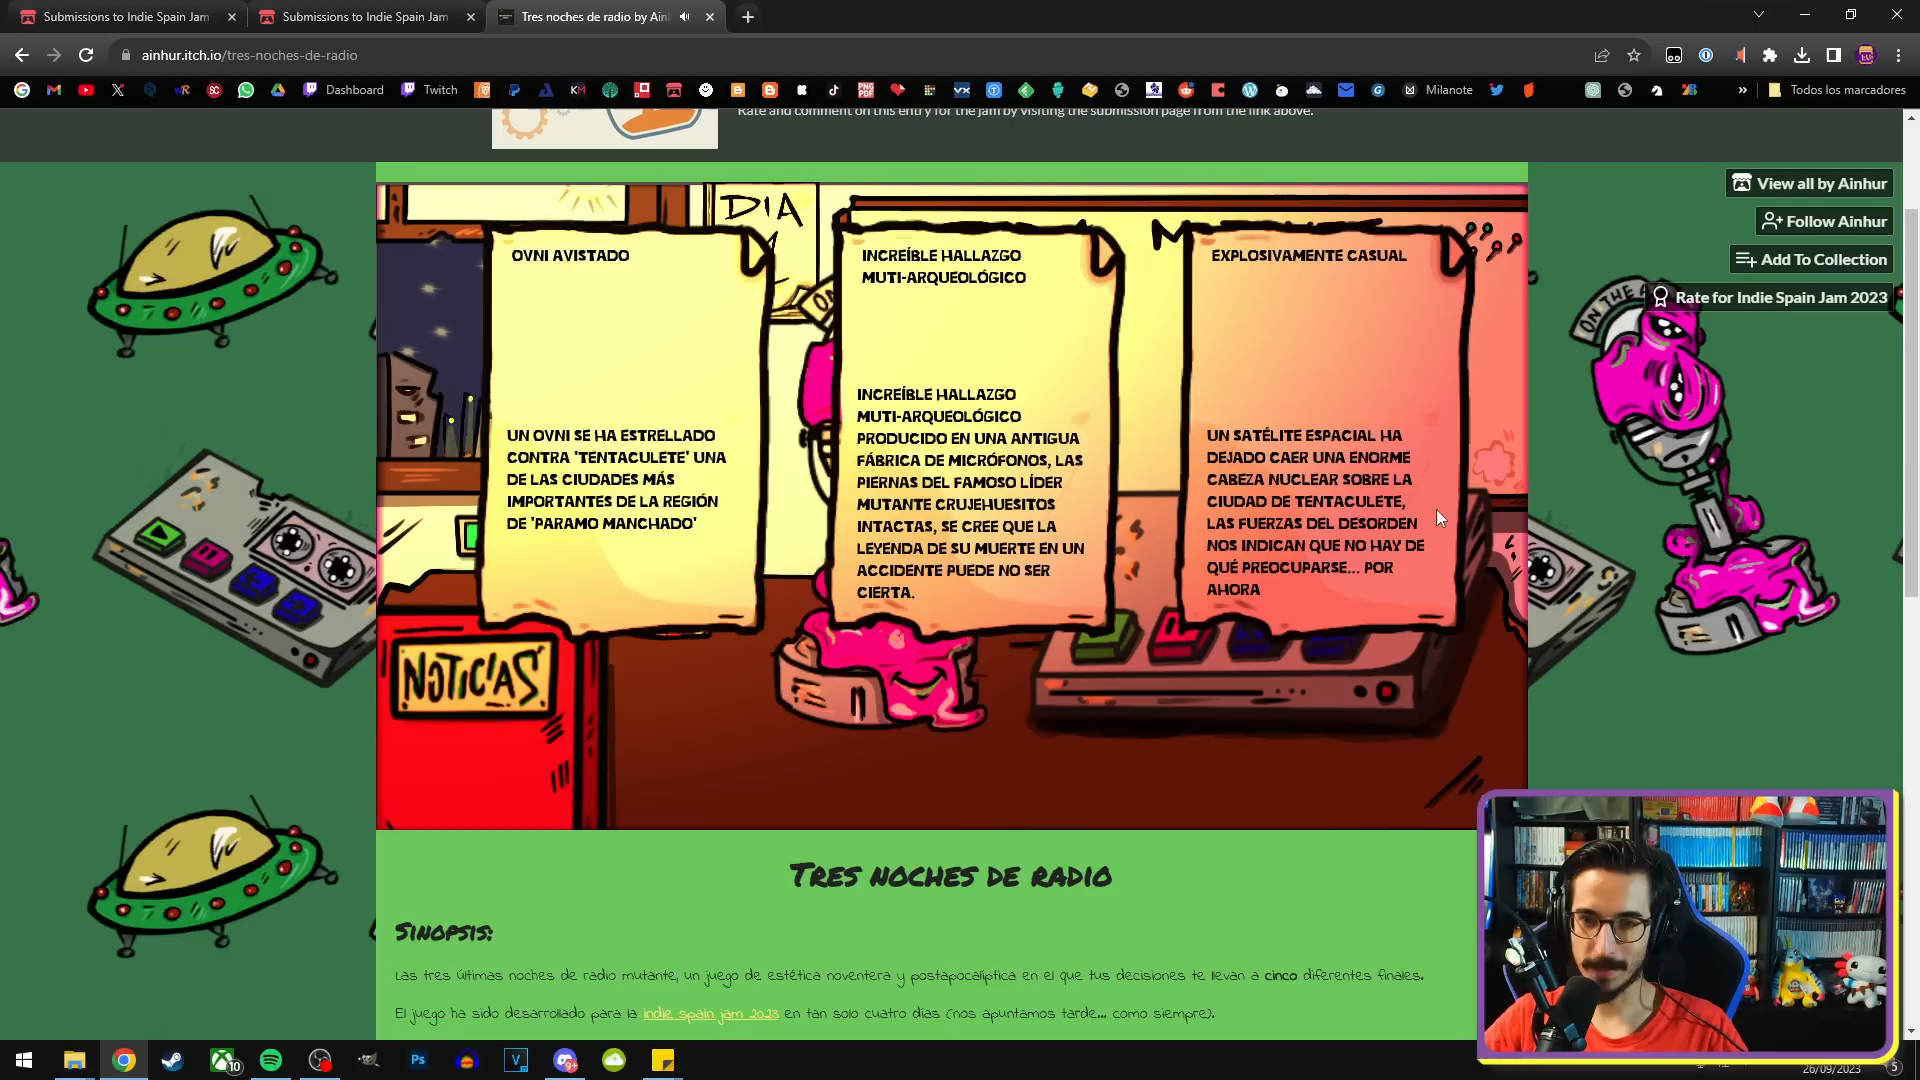 Submissions to Indie Spain Jam
Submissions to Indie Spain Jam
Tres noches de radio by Ain
ainhur.itch.io/tres-noches-de-radio
Dashboard
Twitch
Milanote
Todos los marcadores
Rate and comment on this entry for the jam by visiting the submission page from the link above.
View all by Ainhur
Follow Ainhur
Add To Collection
Rate for Indie Spain Jam 2023
DIA
OVNI AVISTADO
UN OVNI SE HA ESTRELLADO
CONTRA 'TENTACULETE' UNA
DE LAS CIUDADES MÁS
IMPORTANTES DE LA REGIÓN
DE 'PARAMO MANCHADO'
INCREÍBLE HALLAZGO
MUTI-ARQUEOLÓGICO
INCREÍBLE HALLAZGO
MUTI-ARQUEOLÓGICO
PRODUCIDO EN UNA ANTIGUA
FÁBRICA DE MICRÓFONOS, LAS
PIERNAS DEL FAMOSO LÍDER
MUTANTE CRUJEHUESITOS
INTACTAS, SE CREE QUE LA
LEYENDA DE SU MUERTE EN UN
ACCIDENTE PUEDE NO SER
CIERTA.
EXPLOSIVAMENTE CASUAL
UN SATÉLITE ESPACIAL HA
DEJADO CAER UNA ENORME
CABEZA NUCLEAR SOBRE LA
CIUDAD DE TENTACULETE,
LAS FUERZAS DEL DESORDEN
NOS INDICAN QUE NO HAY DE
QUÉ PREOCUPARSE... POR
AHORA
ON THE
NOTICIAS
TRES NOCHES DE RADIO
SINOPSIS:
Las tres últimas noches de radio mutante, un juego de estética noventera y postapocalíptica en el que tus decisiones te llevan a cinco diferentes finales.
El juego ha sido desarrollado para la indie spain jam 2023 en tan solo cuatro días (nos apuntamos tarde... como siempre).
10
9+
26/09/2023
5